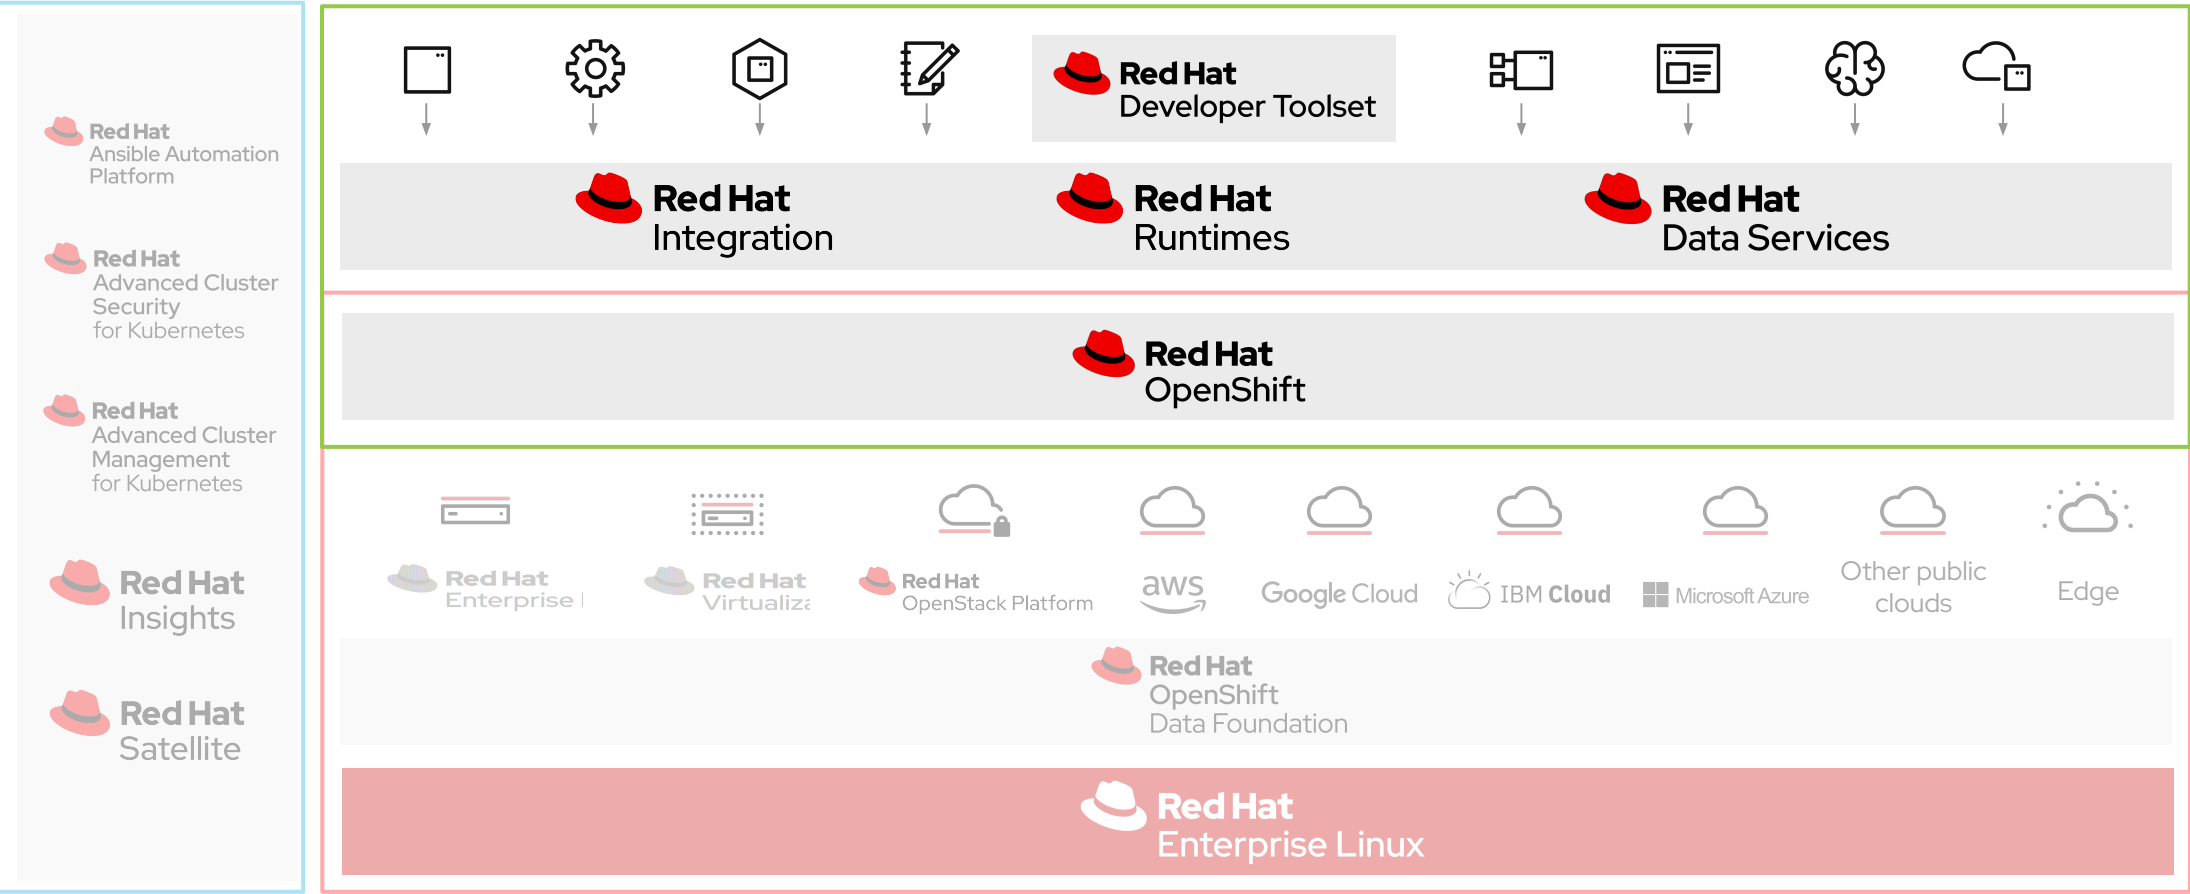 Red Hat
Ansible Automation
Platform
Red Hat
Advanced Cluster
Security
for Kubernetes
Red Hat
Advanced Cluster
Management
for Kubernetes
Red Hat
Insights
Red Hat
Satellite
Red Hat
Developer Toolset
Red Hat
Integration
Red Hat
Runtimes
Red Hat
Data Services
Red Hat
OpenShift
Red Hat
Enterprise
Red Hat
Virtualiza
Red Hat
OpenStack Platform
aws
Google Cloud
IBM Cloud
Microsoft Azure
Other public
clouds
Edge
Red Hat
OpenShift
Data Foundation
Red Hat
Enterprise Linux